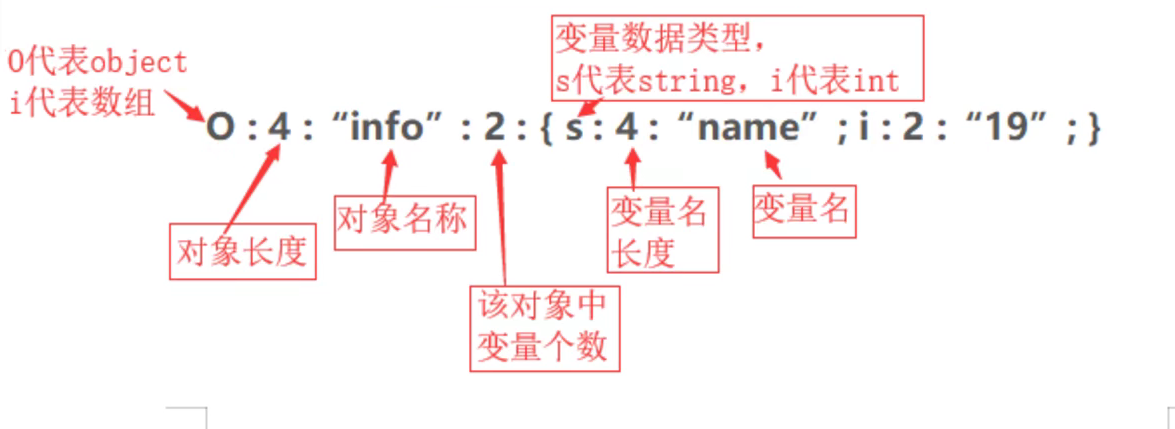 变量数据类型，
s代表string，i代表int
O代表object
i代表数组
O : 4 : “info” : 2 : { s : 4 : “name” ; i : 2 : “19” ; }
对象长度
对象名称
变量名
长度
变量名
该对象中
变量个数